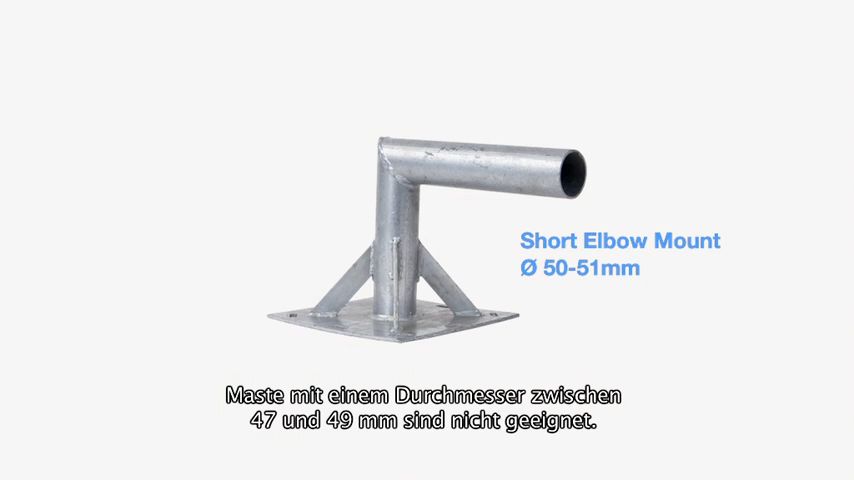 Short Elbow Mount
Ø 50-51mm
Maste mit einem Durchmesser zwischen
47 und 49 mm sind nicht geeignet.